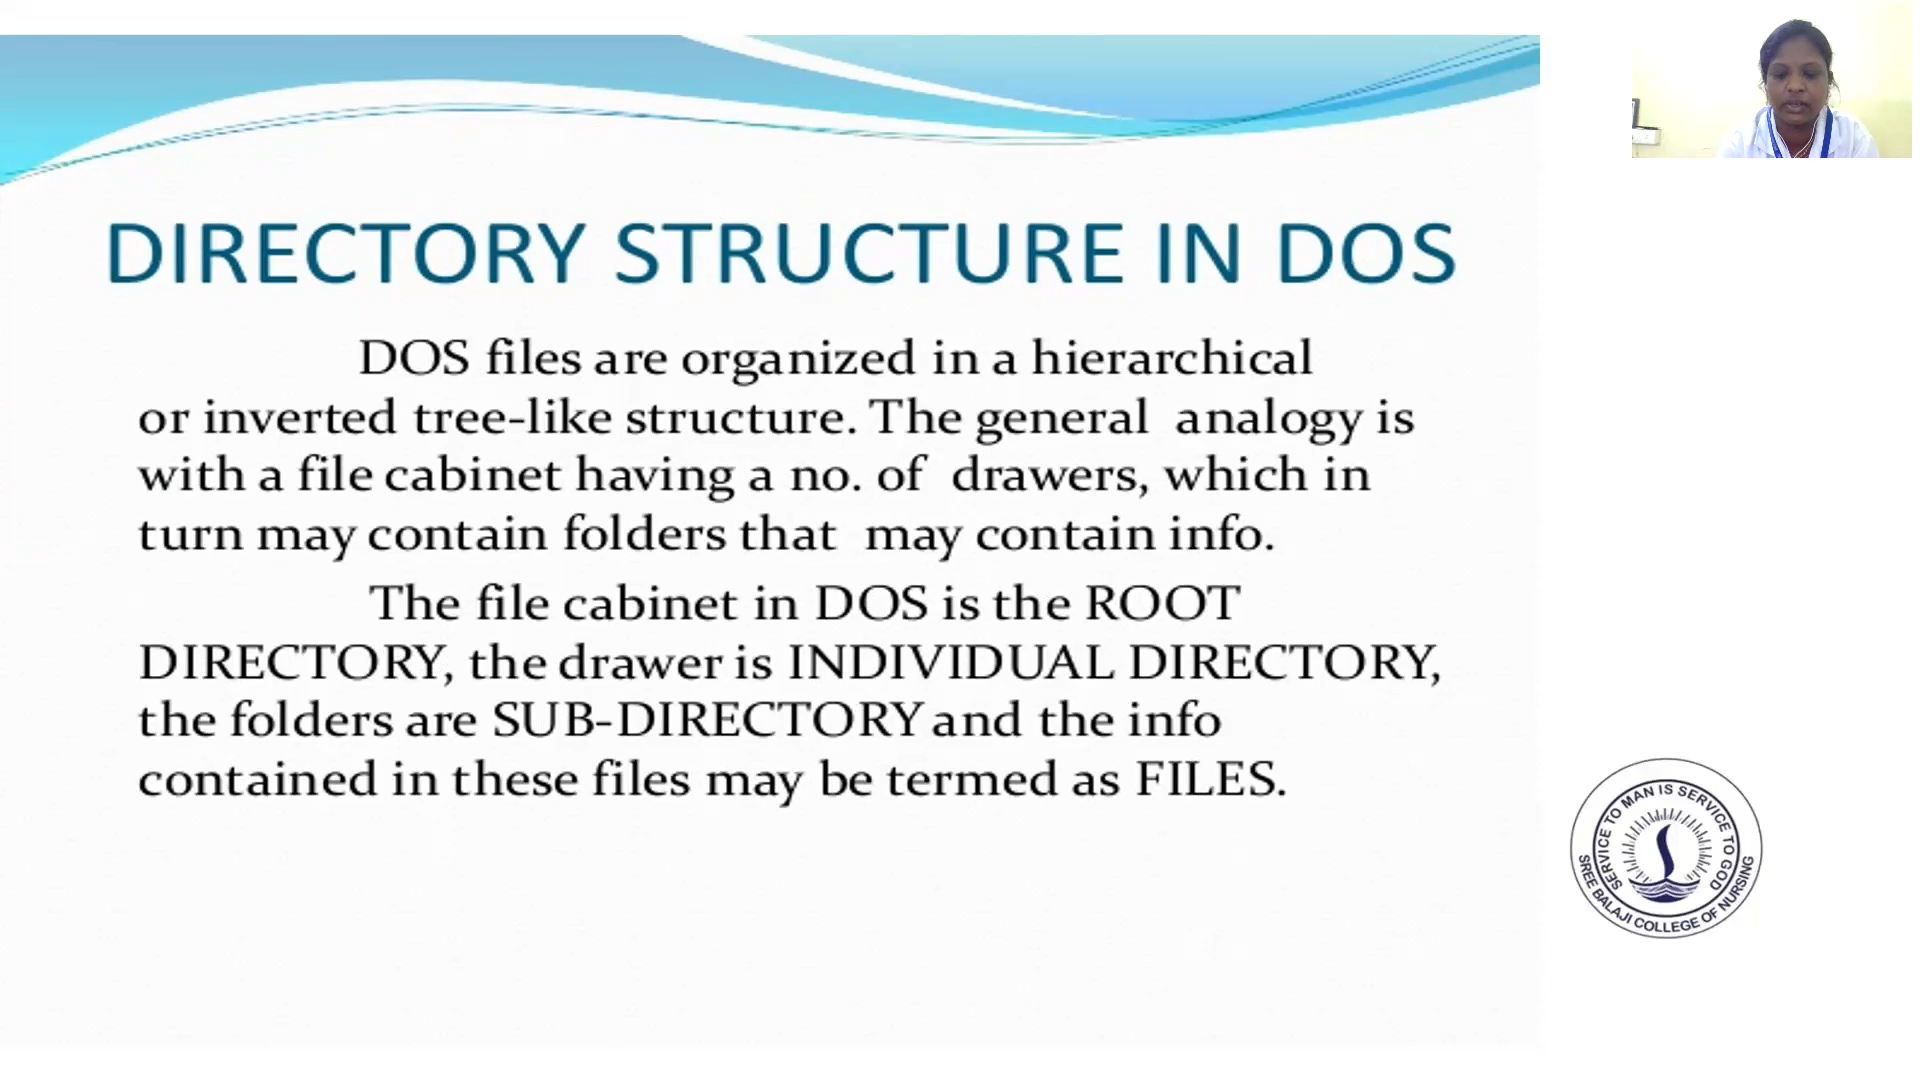 DIRECTORY STRUCTURE IN DOS
DOS files are organized in a hierarchical
or inverted tree-like structure. The general analogy is
with a file cabinet having a no. of drawers, which in
turn may contain folders that may contain info.
The file cabinet in DOS is the ROOT
DIRECTORY, the drawer is INDIVIDUAL DIRECTORY,
the folders are SUB-DIRECTORY and the info
contained in these files may be termed as FILES.
SERVICE TO MAN IS SERVICE TO GOD
SREE BALAJI COLLEGE OF NURSING